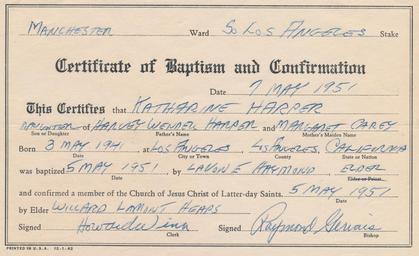 MANCHESTER Ward So LOS ANGELES Stake
Certificate of Baptism and Confirmation
Date 7 MAY 1951
This Certifies that KATHARINE HARPER
DAUGHTER of HARVEY WENDEL HARPER and MARGARET CAREY
Son or Daughter Father's Name Mother's Maiden Name
Born 3 MAY 1941 at LOS ANGELES LOS ANGELES, CALIFORNIA
Date City or Town County State or Nation
was baptized 5 MAY 1951 by LAVON E RAYMOND, ELDER
Date Elder or Priest
and confirmed a member of the Church of Jesus Christ of Latter-day Saints. 5 MAY 1951
by Elder WILLARD LAMONT HEAPS Date
Signed Howard Winn Signed Raymond Gervais
Clerk Bishop
PRINTED IN U.S.A. 12-1-42